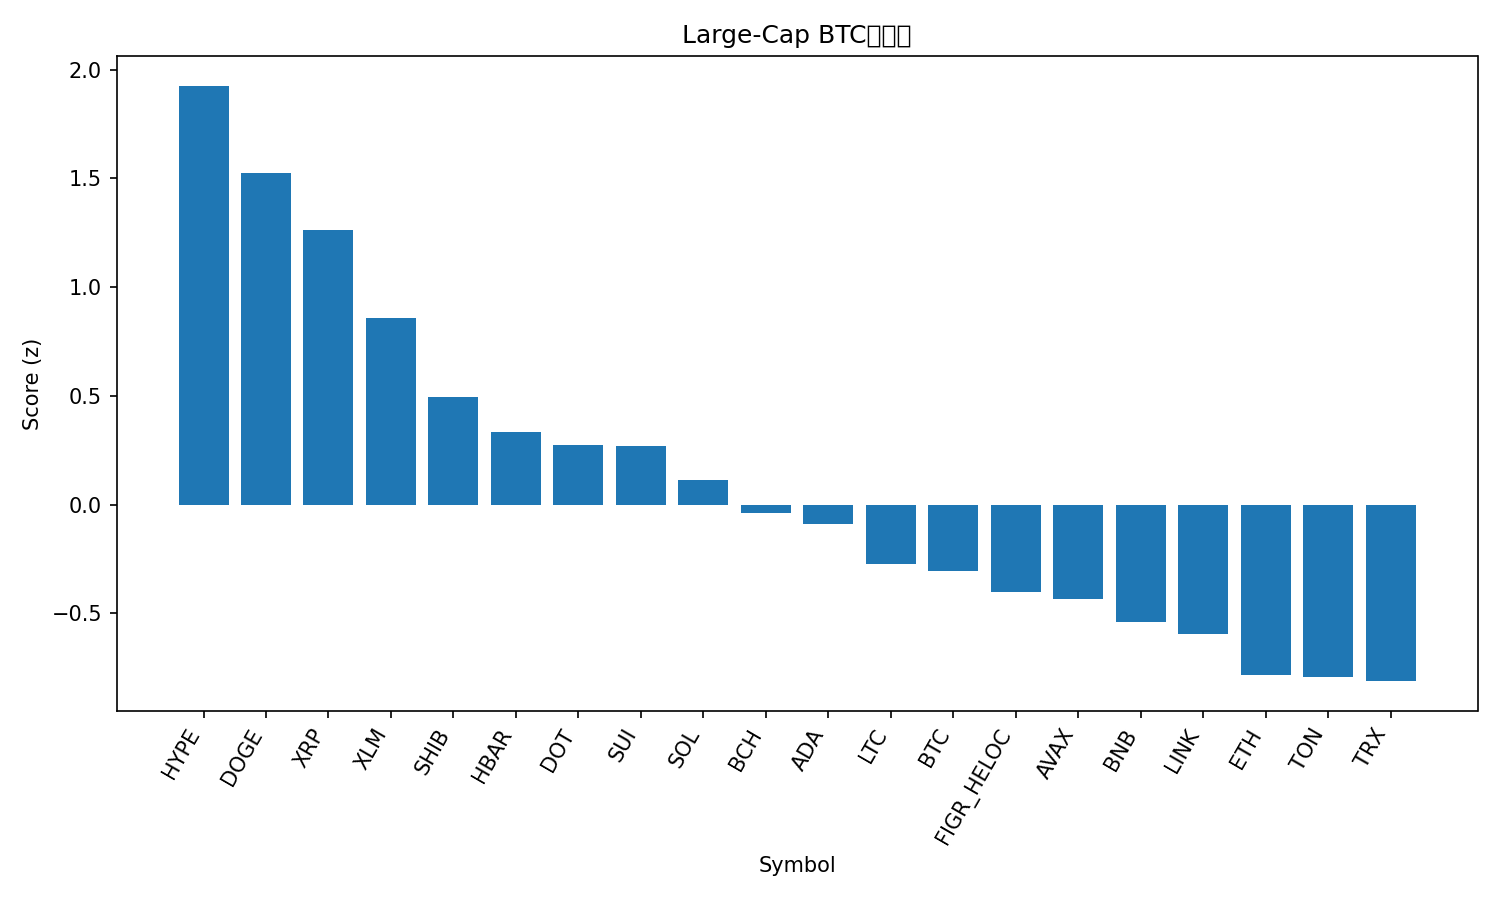 Large-Cap BTC
2.0
1.5
1.0
0.5
0.0
−0.5
Score (z)
HYPE
DOGE
XRP
XLM
SHIB
HBAR
DOT
SUI
SOL
BCH
ADA
LTC
BTC
FIGR_HELOC
AVAX
BNB
LINK
ETH
TON
TRX
Symbol